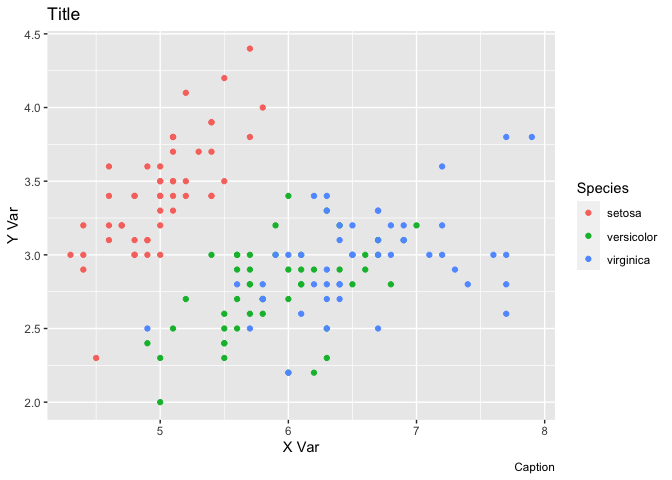 Title
4.5
4.0
3.5
3.0
2.5
2.0
Y Var
5 6 7 8
X Var
Species
setosa
versicolor
virginica
Caption